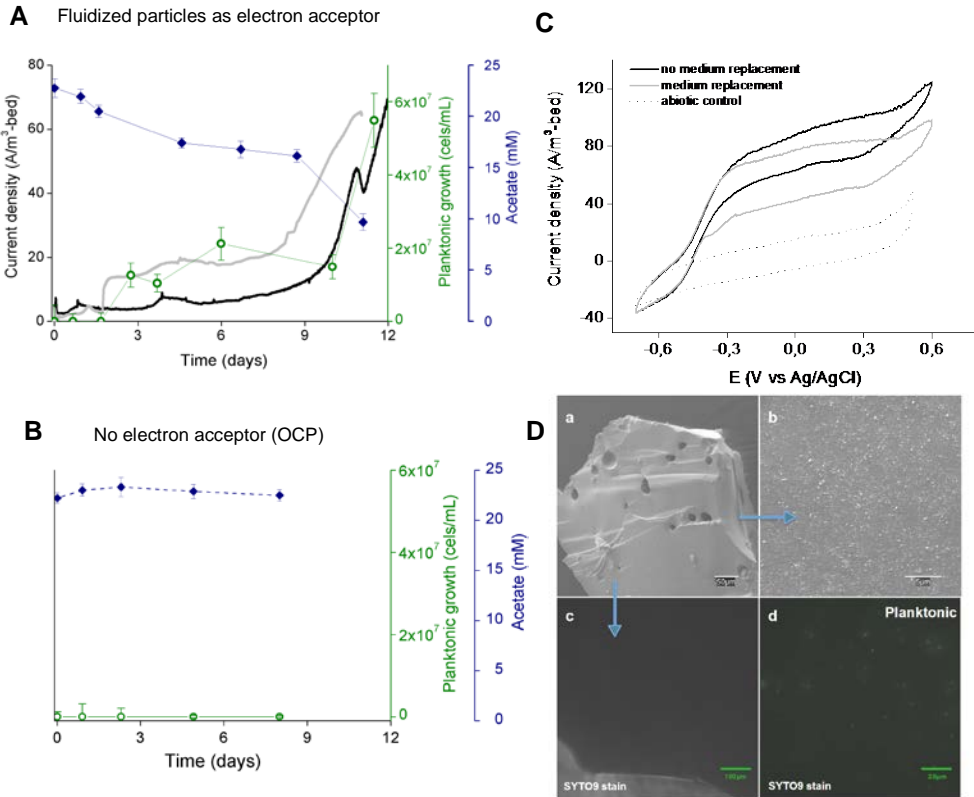 A
Fluidized particles as electron acceptor
80
60
40
20
0
Current density (A/m³-bed)
0
3
6
9
12
Time (days)
6x10⁷
4x10⁷
2x10⁷
0
Planktonic growth (cels/mL)
25
20
15
10
5
0
Acetate (mM)
B
No electron acceptor (OCP)
0
3
6
9
12
Time (days)
6x10⁷
4x10⁷
2x10⁷
0
Planktonic growth (cels/mL)
25
20
15
10
5
0
Acetate (mM)
C
no medium replacement
medium replacement
abiotic control
120
80
40
0
-40
Current density (A/m³-bed)
-0,6
-0,3
0,0
0,3
0,6
E (V vs Ag/AgCl)
D
a
b
c
SYTO9 stain
d
Planktonic
SYTO9 stain